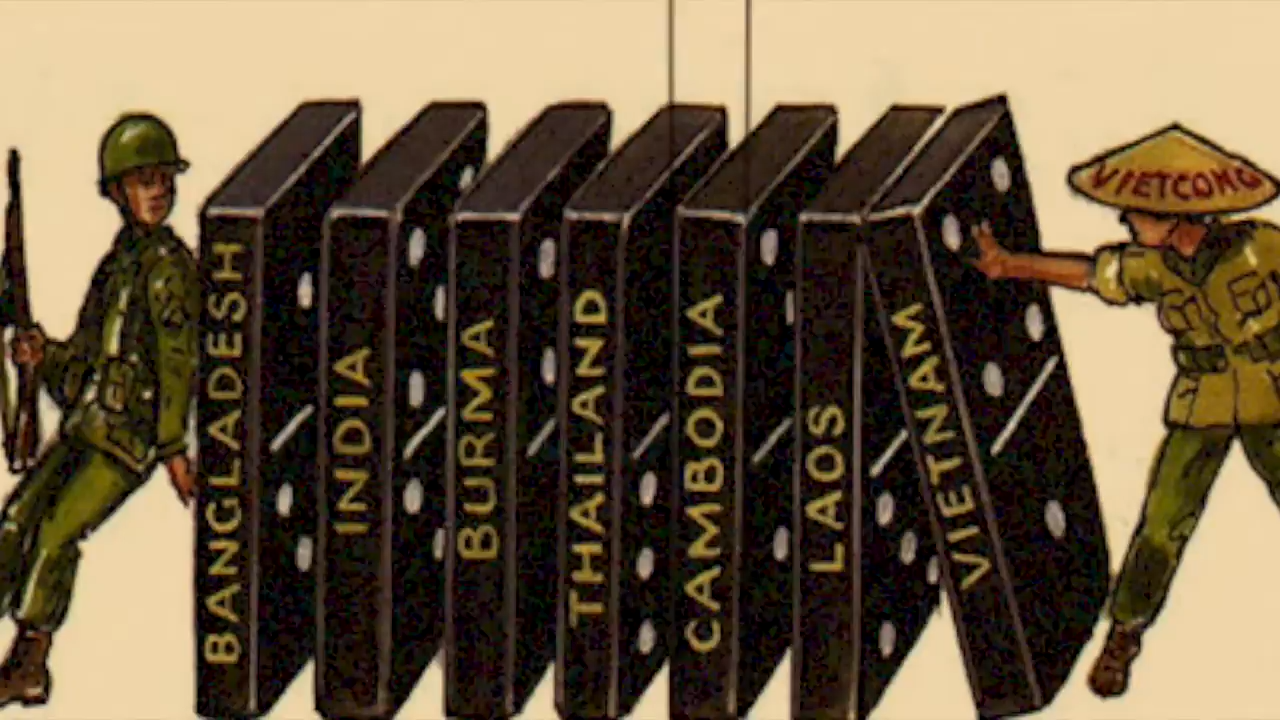 BANGLADESH
INDIA
BURMA
THAILAND
CAMBODIA
LAOS
VIETNAM
VIETCONG